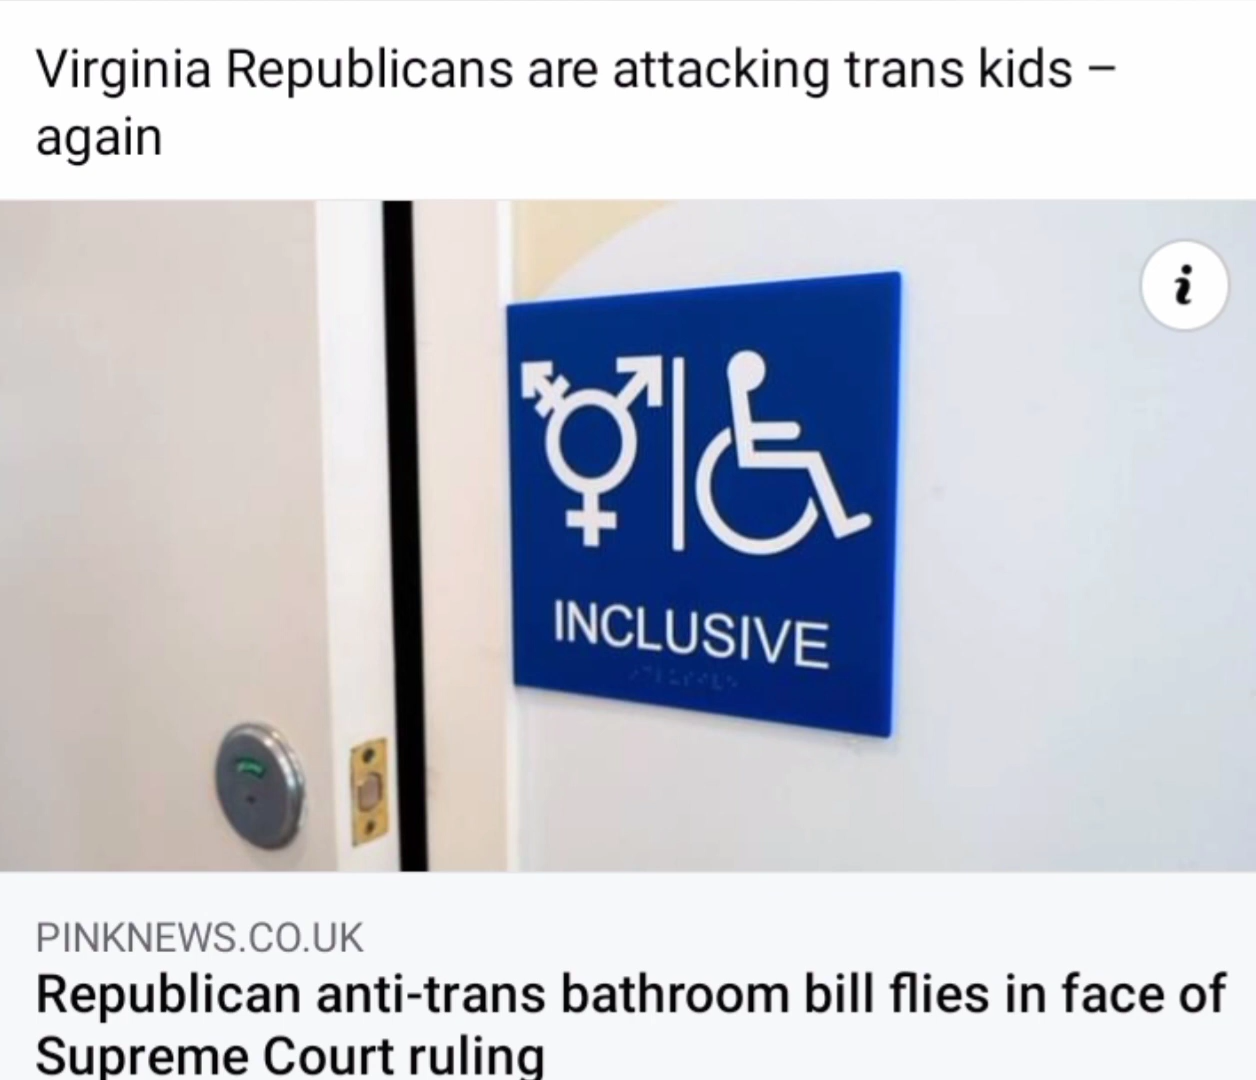 Virginia Republicans are attacking trans kids –
again
i
INCLUSIVE
PINKNEWS.CO.UK
Republican anti-trans bathroom bill flies in face of
Supreme Court ruling